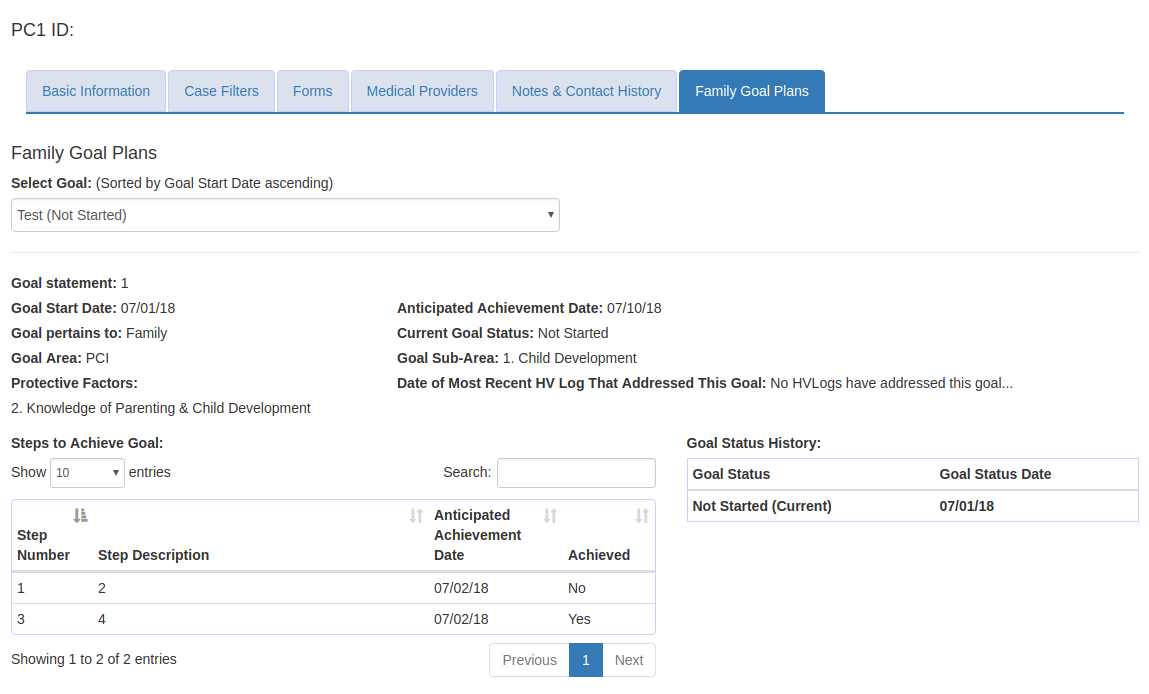 PC1 ID:
Basic Information Case Filters Forms Medical Providers Notes & Contact History Family Goal Plans
Family Goal Plans
Select Goal: (Sorted by Goal Start Date ascending)
Test (Not Started)
Goal statement: 1
Goal Start Date: 07/01/18 Anticipated Achievement Date: 07/10/18
Goal pertains to: Family Current Goal Status: Not Started
Goal Area: PCI Goal Sub-Area: 1. Child Development
Protective Factors: Date of Most Recent HV Log That Addressed This Goal: No HVLogs have addressed this goal...
2. Knowledge of Parenting & Child Development
Steps to Achieve Goal:
Show 10 entries Search:
Step Number Step Description Anticipated Achievement Date Achieved
1 2 07/02/18 No
3 4 07/02/18 Yes
Showing 1 to 2 of 2 entries Previous 1 Next
Goal Status History:
Goal Status Goal Status Date
Not Started (Current) 07/01/18